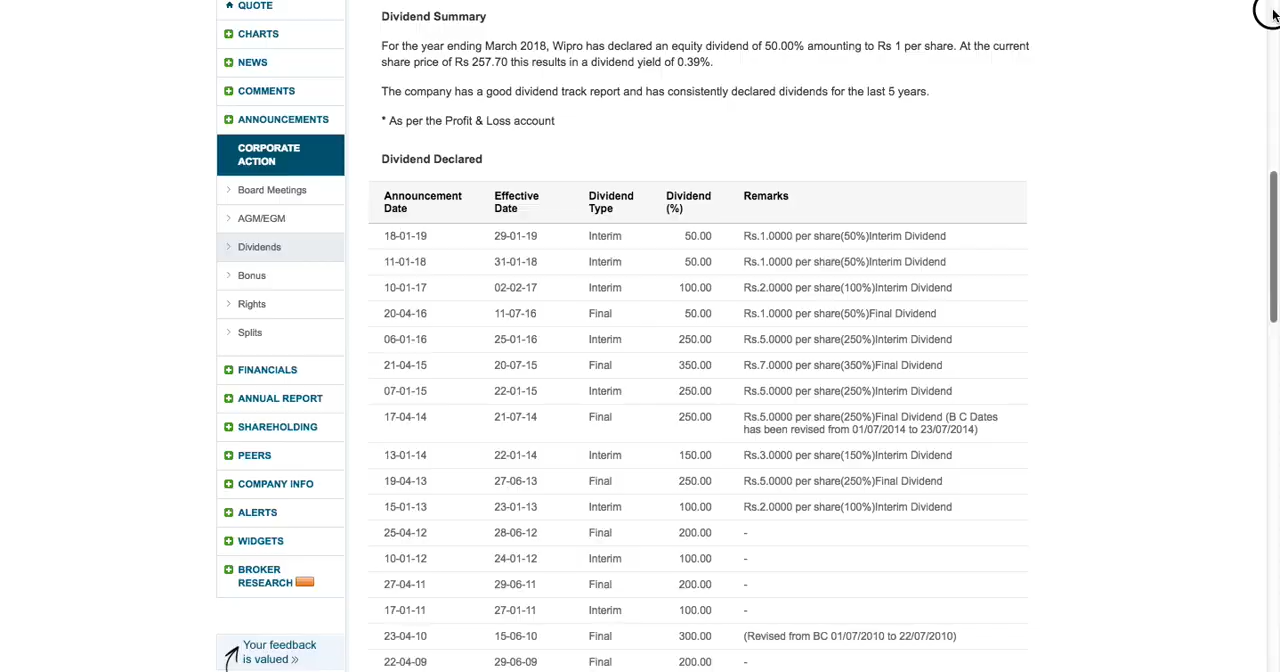 QUOTE
CHARTS
NEWS
COMMENTS
ANNOUNCEMENTS
CORPORATE
ACTION
Board Meetings
AGM/EGM
Dividends
Bonus
Rights
Splits
FINANCIALS
ANNUAL REPORT
SHAREHOLDING
PEERS
COMPANY INFO
ALERTS
WIDGETS
BROKER
RESEARCH
Your feedback
is valued »
Dividend Summary
For the year ending March 2018, Wipro has declared an equity dividend of 50.00% amounting to Rs 1 per share. At the current
share price of Rs 257.70 this results in a dividend yield of 0.39%.
The company has a good dividend track report and has consistently declared dividends for the last 5 years.
* As per the Profit & Loss account
Dividend Declared
Announcement Effective Dividend Dividend Remarks
Date Date Type (%)
18-01-19 29-01-19 Interim 50.00 Rs.1.0000 per share(50%)Interim Dividend
11-01-18 31-01-18 Interim 50.00 Rs.1.0000 per share(50%)Interim Dividend
10-01-17 02-02-17 Interim 100.00 Rs.2.0000 per share(100%)Interim Dividend
20-04-16 11-07-16 Final 50.00 Rs.1.0000 per share(50%)Final Dividend
06-01-16 25-01-16 Interim 250.00 Rs.5.0000 per share(250%)Interim Dividend
21-04-15 20-07-15 Final 350.00 Rs.7.0000 per share(350%)Final Dividend
07-01-15 22-01-15 Interim 250.00 Rs.5.0000 per share(250%)Interim Dividend
17-04-14 21-07-14 Final 250.00 Rs.5.0000 per share(250%)Final Dividend (B C Dates
has been revised from 01/07/2014 to 23/07/2014)
13-01-14 22-01-14 Interim 150.00 Rs.3.0000 per share(150%)Interim Dividend
19-04-13 27-06-13 Final 250.00 Rs.5.0000 per share(250%)Final Dividend
15-01-13 23-01-13 Interim 100.00 Rs.2.0000 per share(100%)Interim Dividend
25-04-12 28-06-12 Final 200.00 -
10-01-12 24-01-12 Interim 100.00 -
27-04-11 29-06-11 Final 200.00 -
17-01-11 27-01-11 Interim 100.00 -
23-04-10 15-06-10 Final 300.00 (Revised from BC 01/07/2010 to 22/07/2010)
22-04-09 29-06-09 Final 200.00 -